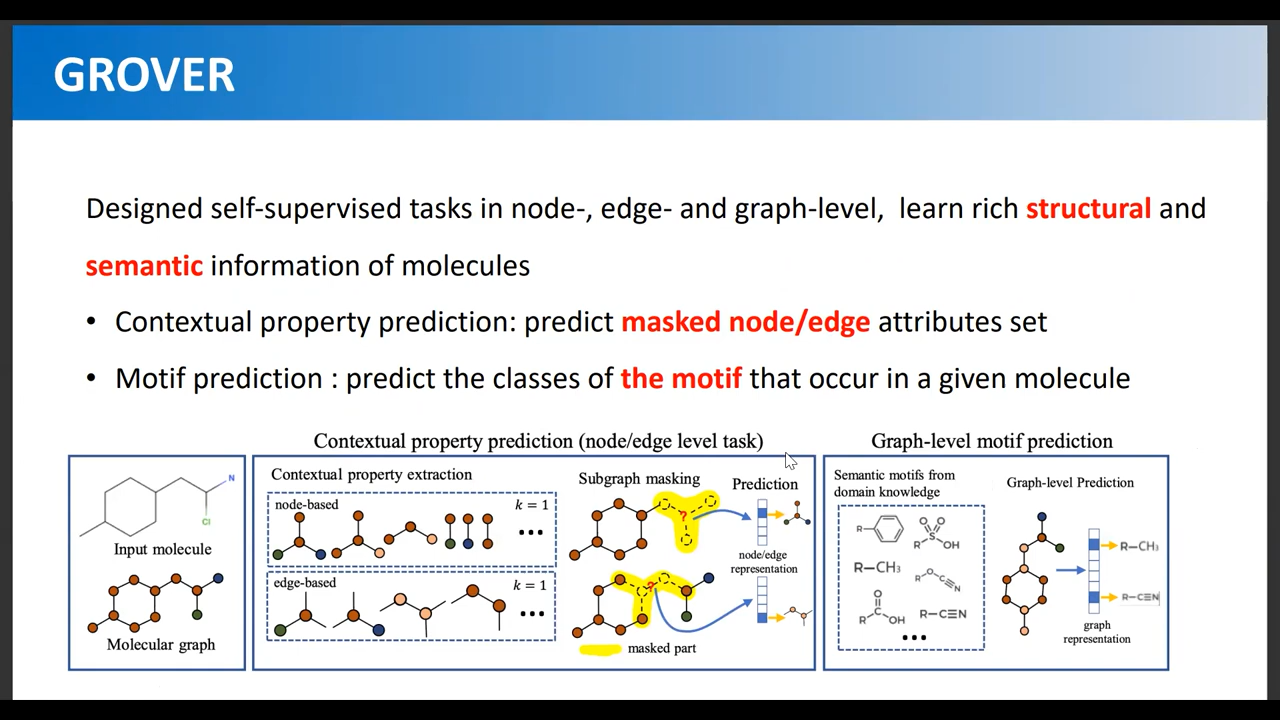 GROVER
Designed self-supervised tasks in node-, edge- and graph-level, learn rich structural and
semantic information of molecules
• Contextual property prediction: predict masked node/edge attributes set
• Motif prediction : predict the classes of the motif that occur in a given molecule
Contextual property prediction (node/edge level task)
Graph-level motif prediction
N
Cl
Input molecule
Molecular graph
Contextual property extraction
node-based
k = 1
...
edge-based
k = 1
...
Subgraph masking
?
?
masked part
Prediction
node/edge
representation
Semantic motifs from
domain knowledge
R
O O
S
R OH
R—CH₃
R O C N
O
C
R OH
R—C≡N
...
Graph-level Prediction
R—CH₃
R—C≡N
graph
representation